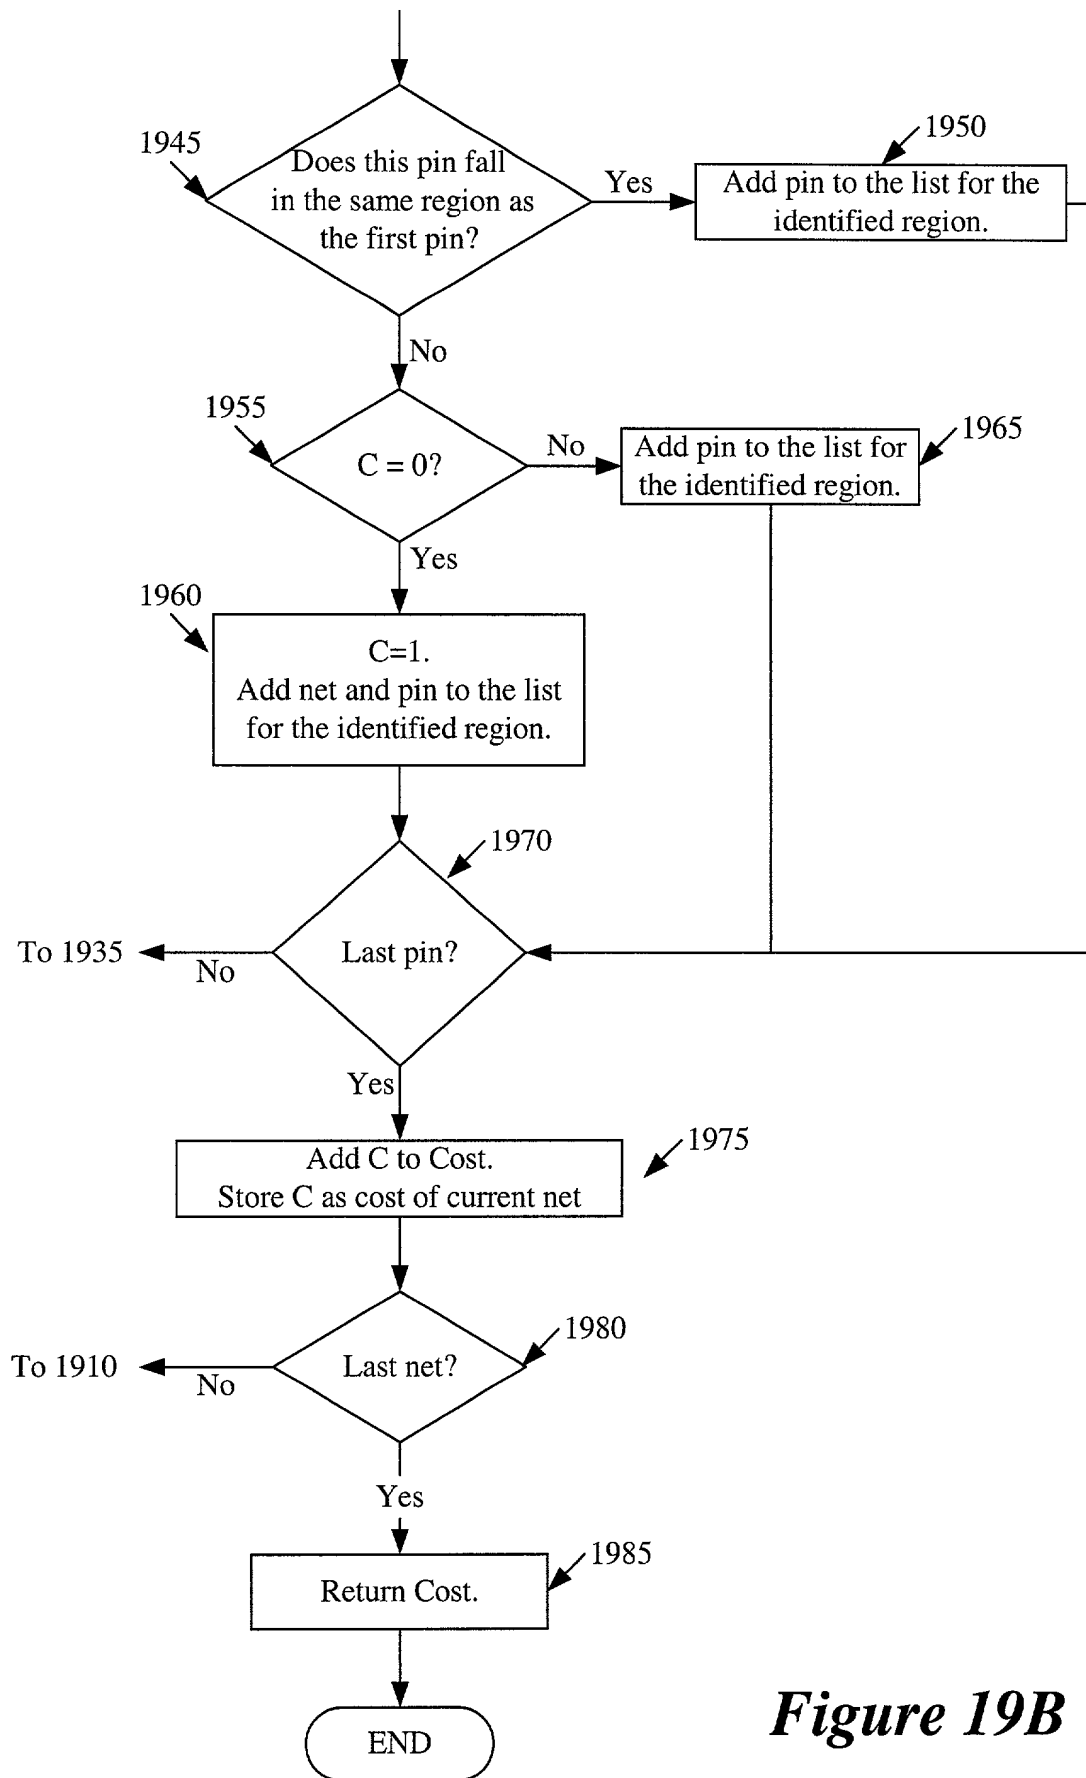 1945
Does this pin fall
in the same region as
the first pin?
Yes
1950
Add pin to the list for the
identified region.
No
1955
C = 0?
No
1965
Add pin to the list for
the identified region.
Yes
1960
C=1.
Add net and pin to the list
for the identified region.
1970
Last pin?
To 1935
No
Yes
1975
Add C to Cost.
Store C as cost of current net
1980
Last net?
To 1910
No
Yes
1985
Return Cost.
END
Figure 19B